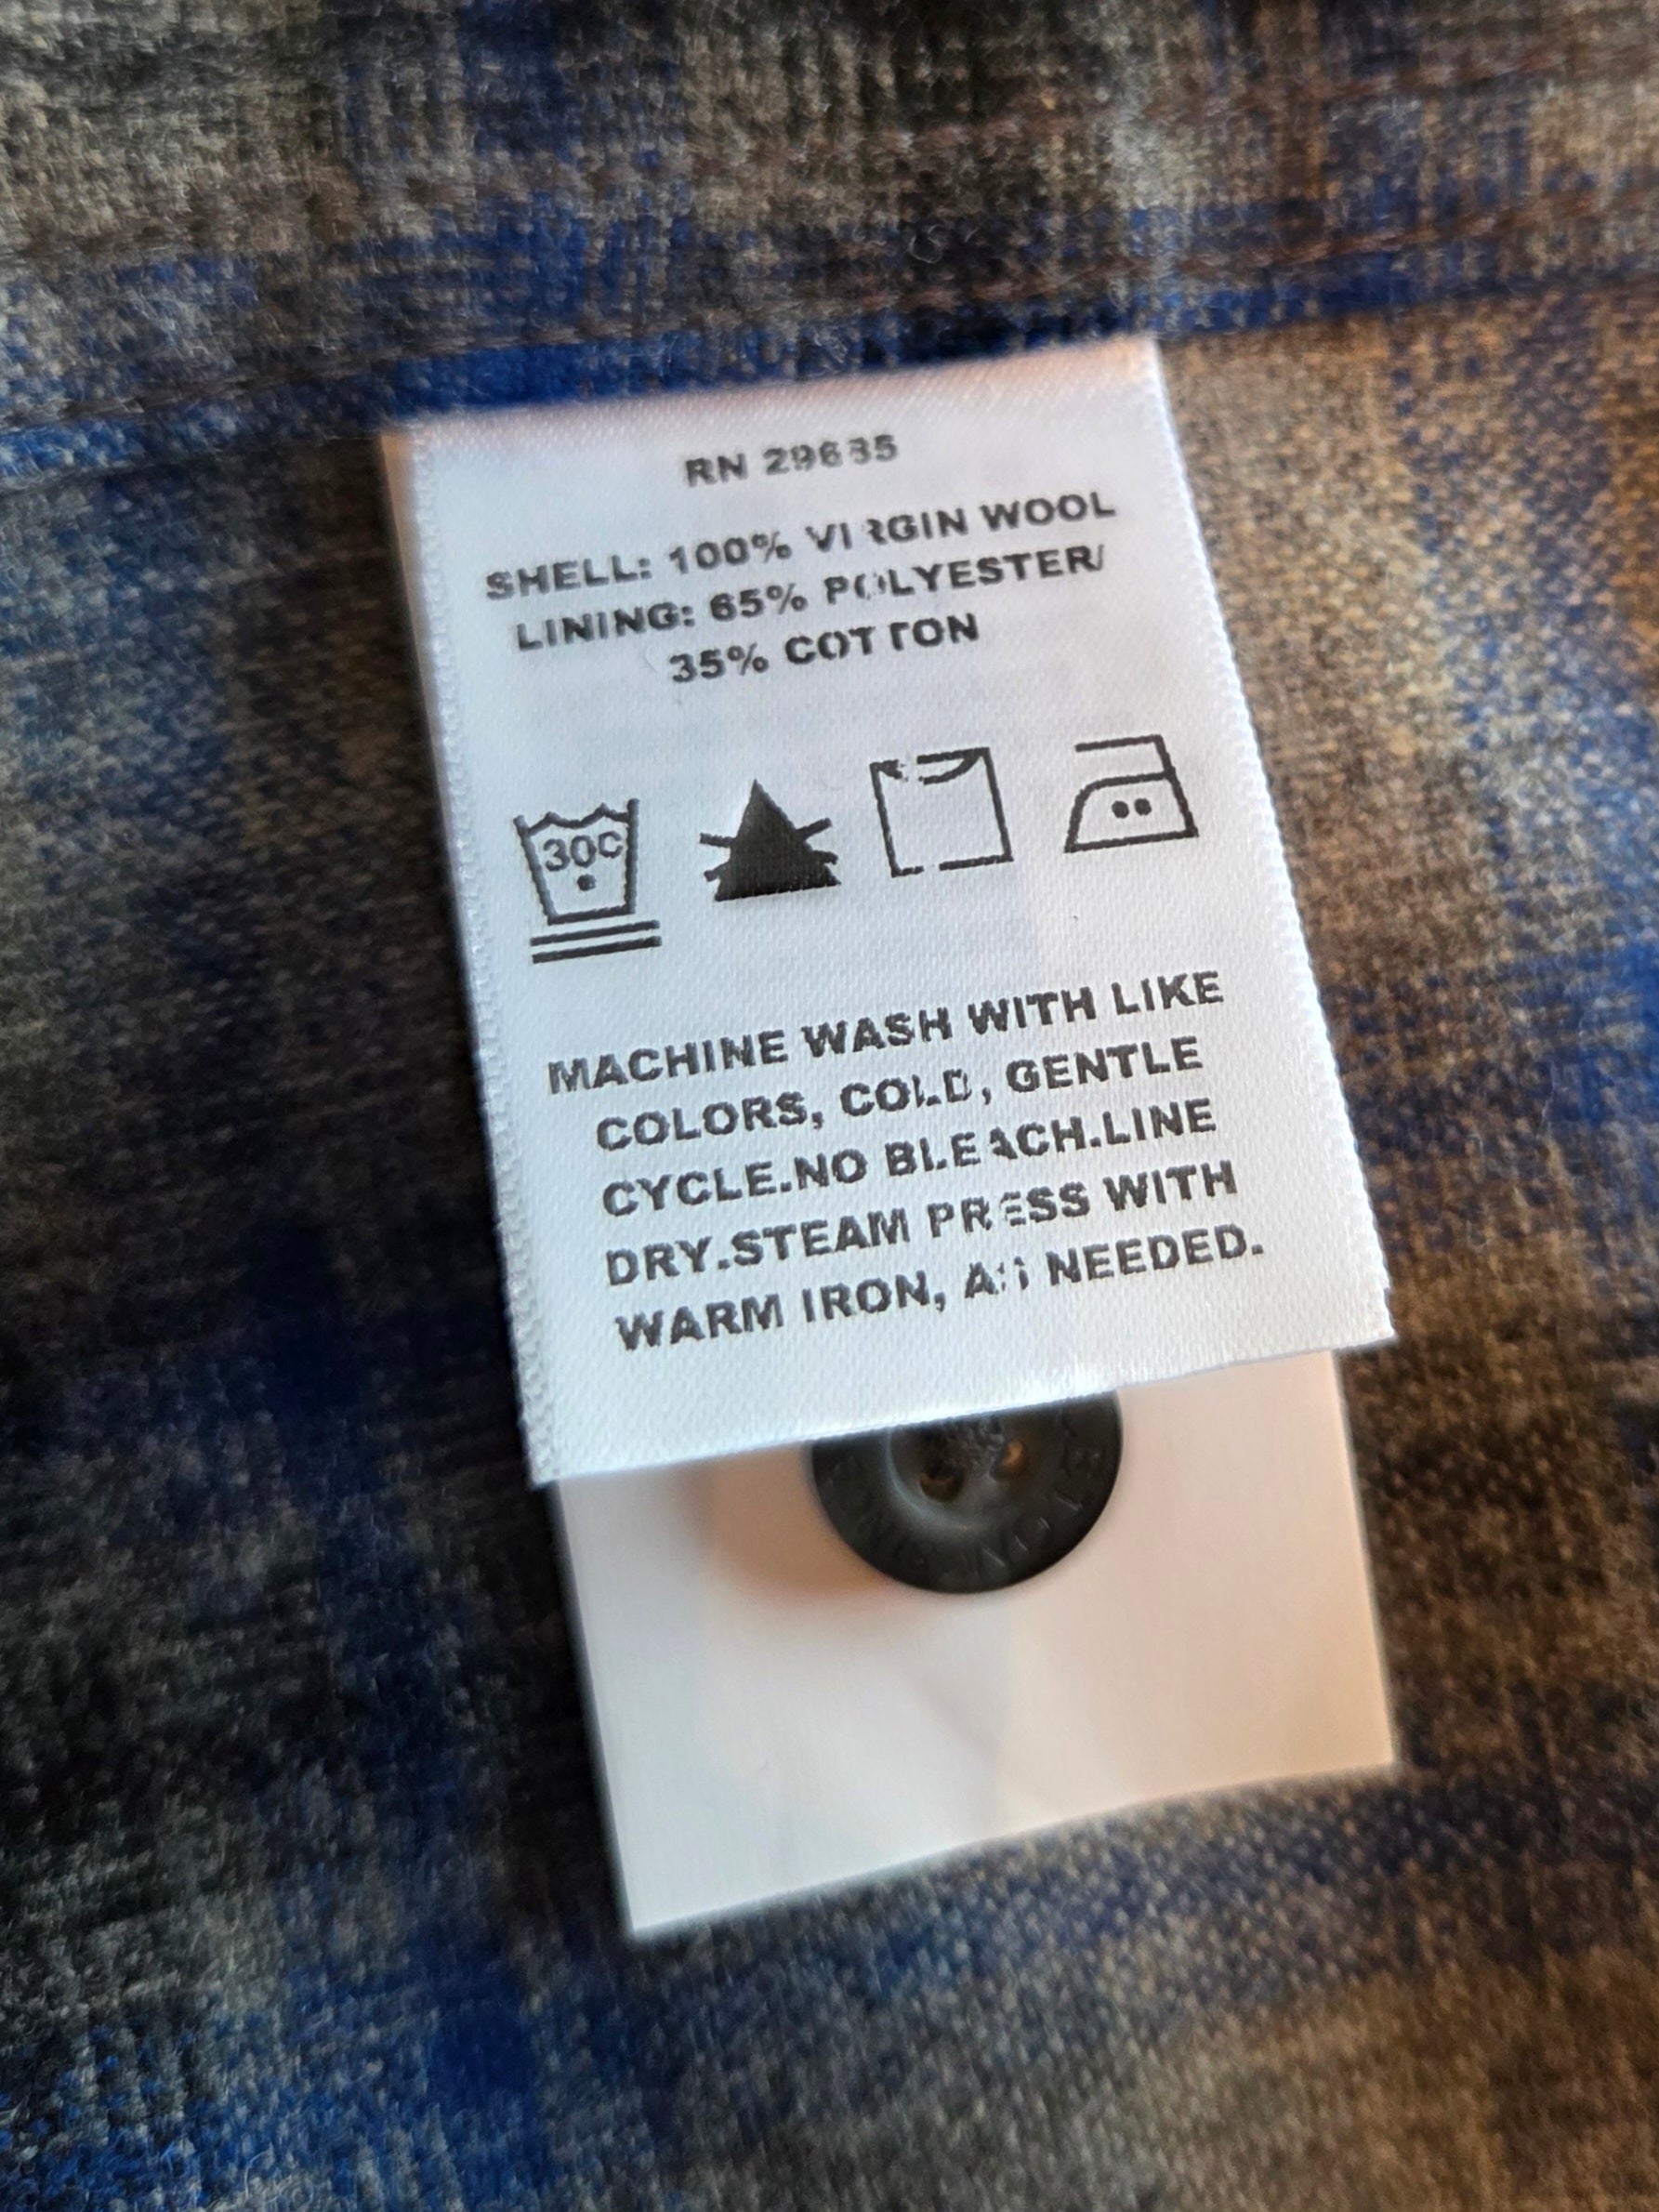 RN 29685
SHELL: 100% VIRGIN WOOL
LINING: 65% POLYESTER/
35% COTTON
30C
MACHINE WASH WITH LIKE
COLORS, COLD, GENTLE
CYCLE.NO BLEACH.LINE
DRY.STEAM PRESS WITH
WARM IRON, AS NEEDED.